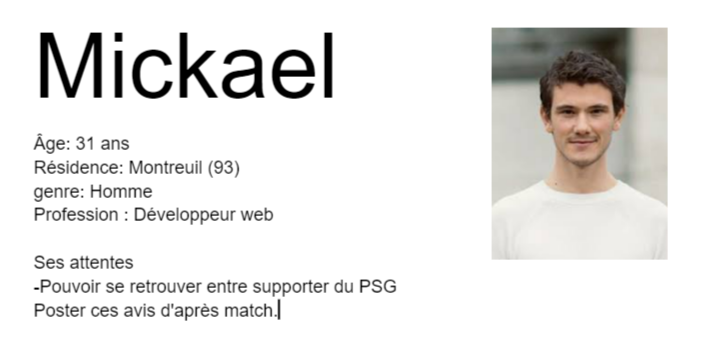 Mickael
Âge: 31 ans
Résidence: Montreuil (93)
genre: Homme
Profession : Développeur web
Ses attentes
-Pouvoir se retrouver entre supporter du PSG
Poster ces avis d'après match.